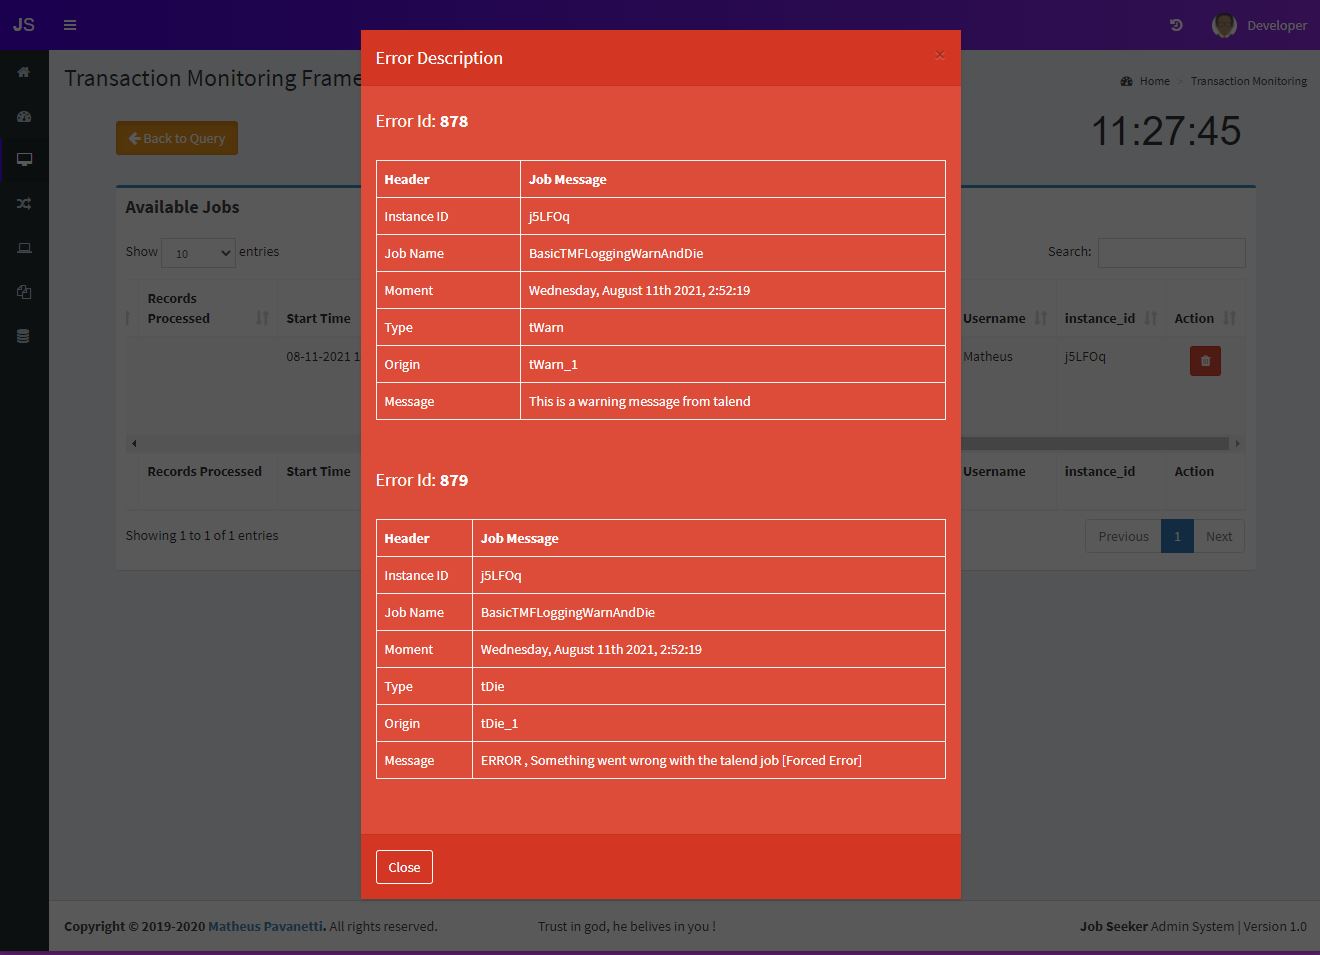 JS
Developer
Transaction Monitoring Frame
Home > Transaction Monitoring
Back to Query
11:27:45
Available Jobs
Show 10 entries
Search:
Records Processed
Start Time
Username
instance_id
Action
08-11-2021 1
Matheus
j5LFOq
Records Processed
Start Time
Username
instance_id
Action
Showing 1 to 1 of 1 entries
Previous 1 Next
Error Description
×
Error Id: 878
Header Job Message
Instance ID j5LFOq
Job Name BasicTMFLoggingWarnAndDie
Moment Wednesday, August 11th 2021, 2:52:19
Type tWarn
Origin tWarn_1
Message This is a warning message from talend
Error Id: 879
Header Job Message
Instance ID j5LFOq
Job Name BasicTMFLoggingWarnAndDie
Moment Wednesday, August 11th 2021, 2:52:19
Type tDie
Origin tDie_1
Message ERROR , Something went wrong with the talend job [Forced Error]
Close
Copyright © 2019-2020 Matheus Pavanetti. All rights reserved.
Trust in god, he belives in you !
Job Seeker Admin System | Version 1.0